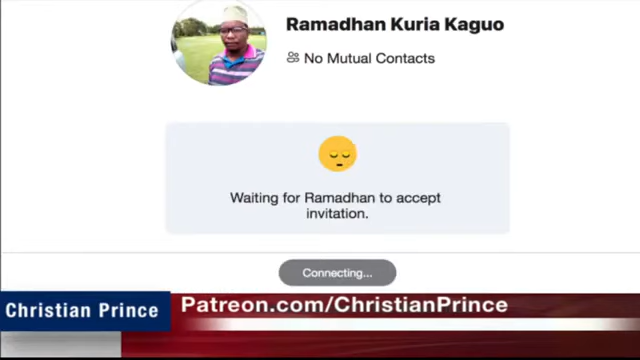 Ramadhan Kuria Kaguo
No Mutual Contacts
Waiting for Ramadhan to accept
invitation.
Connecting...
Christian Prince
Patreon.com/ChristianPrince